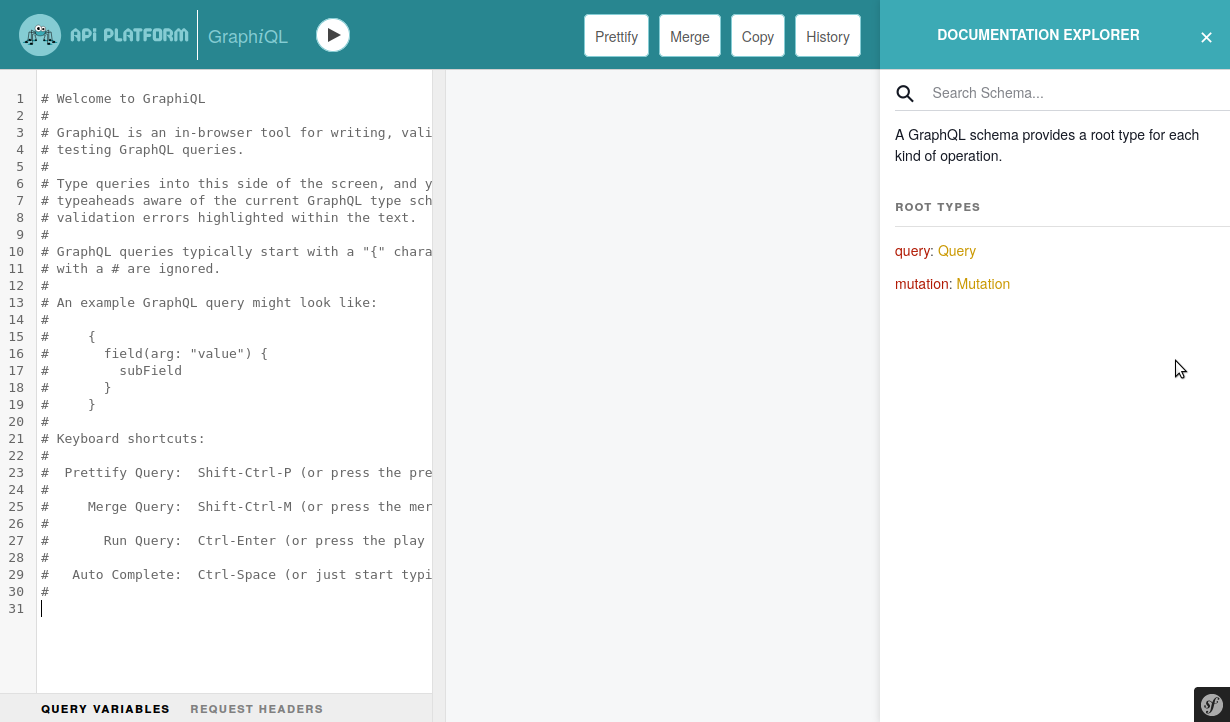 API PLATFORM
GraphiQL
Prettify
Merge
Copy
History
DOCUMENTATION EXPLORER
1 # Welcome to GraphiQL
2 #
3 # GraphiQL is an in-browser tool for writing, vali
4 # testing GraphQL queries.
5 #
6 # Type queries into this side of the screen, and y
7 # typeaheads aware of the current GraphQL type sch
8 # validation errors highlighted within the text.
9 #
10 # GraphQL queries typically start with a "{" chara
11 # with a # are ignored.
12 #
13 # An example GraphQL query might look like:
14 #
15 #     {
16 #       field(arg: "value") {
17 #         subField
18 #       }
19 #     }
20 #
21 # Keyboard shortcuts:
22 #
23 #  Prettify Query:  Shift-Ctrl-P (or press the pre
24 #
25 #     Merge Query:  Shift-Ctrl-M (or press the mer
26 #
27 #       Run Query:  Ctrl-Enter (or press the play
28 #
29 #   Auto Complete:  Ctrl-Space (or just start typi
30 #
31
QUERY VARIABLES
REQUEST HEADERS
Search Schema...
A GraphQL schema provides a root type for each
kind of operation.
ROOT TYPES
query: Query
mutation: Mutation
sf